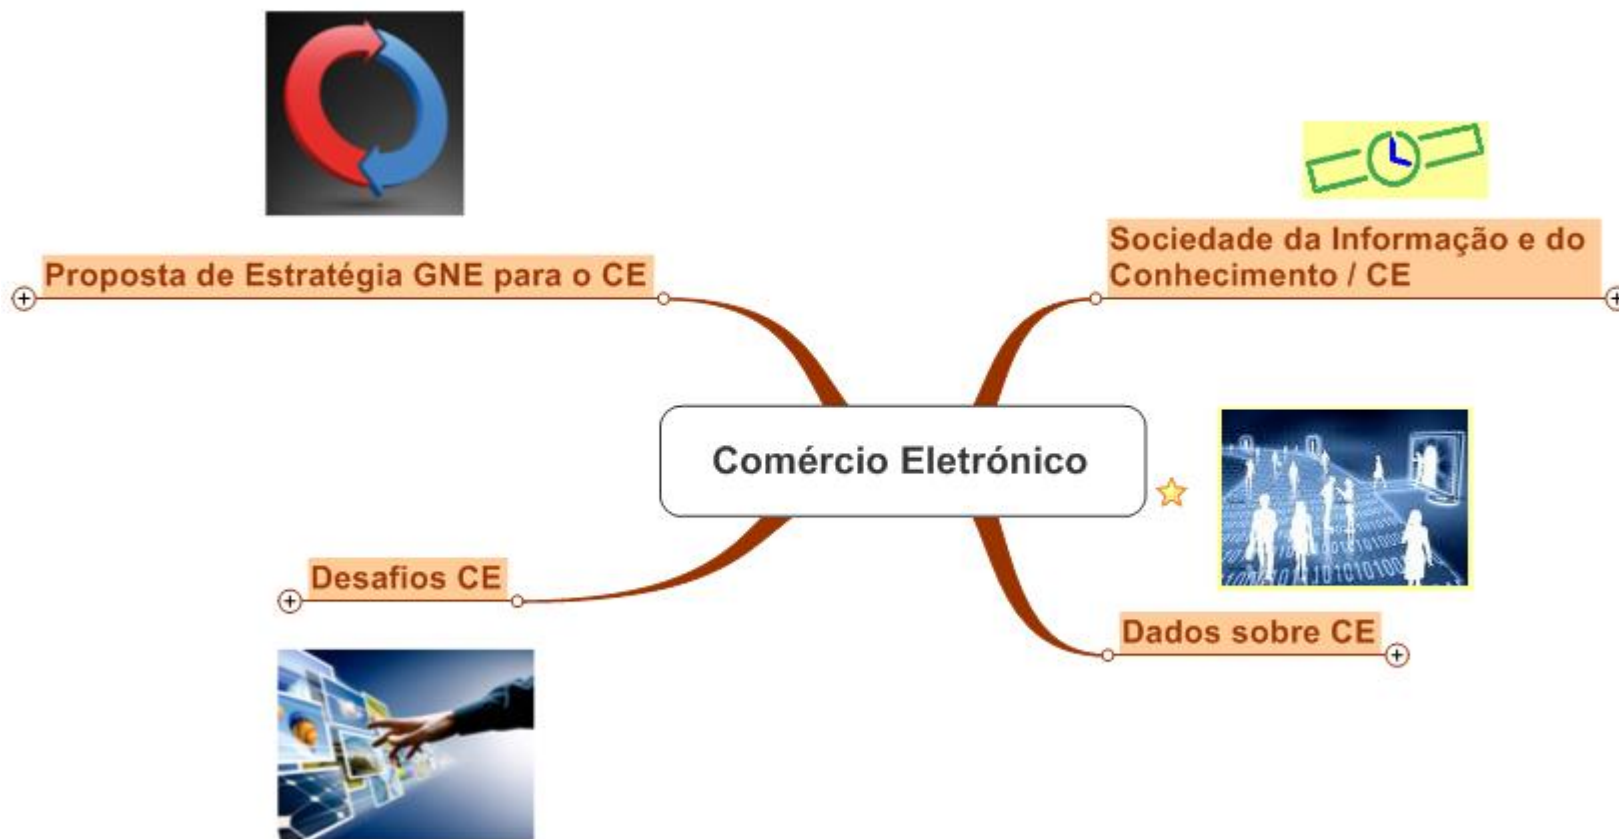 Proposta de Estratégia GNE para o CE
Sociedade da Informação e do
Conhecimento / CE
Comércio Eletrónico
Desafios CE
Dados sobre CE